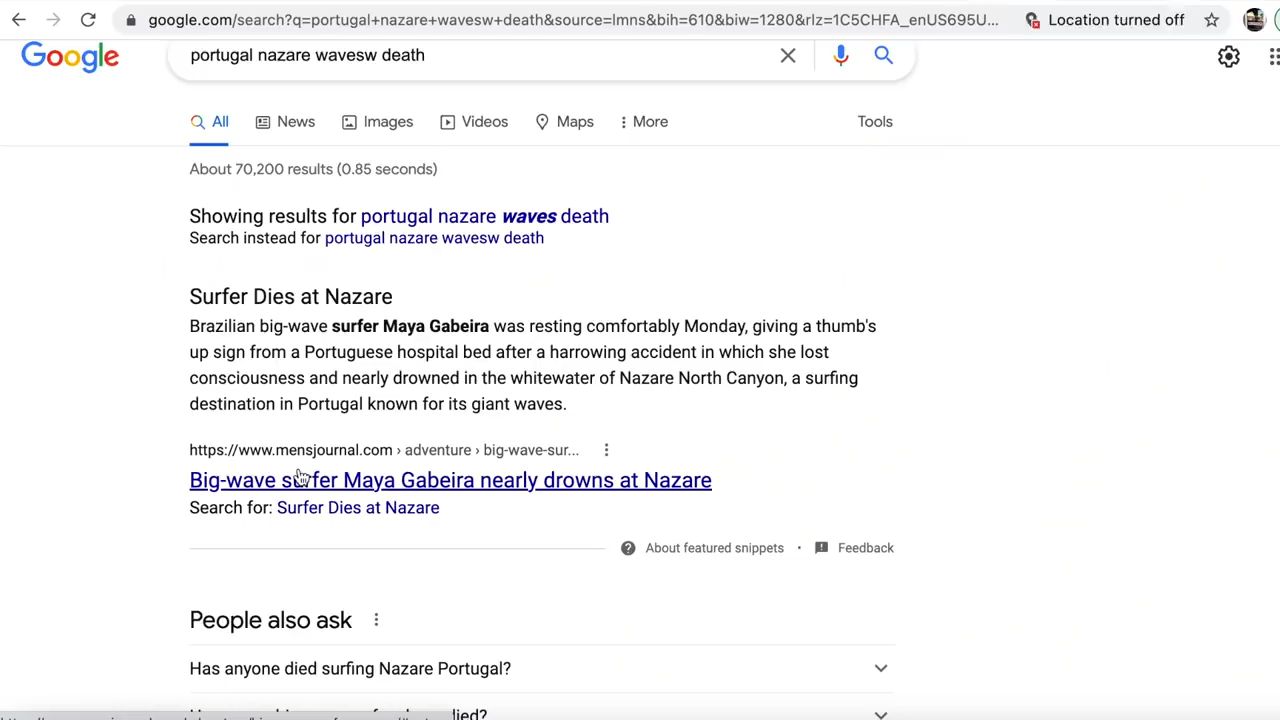 google.com/search?q=portugal+nazare+wavesw+death&source=lmns&bih=610&biw=1280&rlz=1C5CHFA_enUS695U...
Location turned off
Google
portugal nazare wavesw death
All
News
Images
Videos
Maps
More
Tools
About 70,200 results (0.85 seconds)
Showing results for portugal nazare waves death
Search instead for portugal nazare wavesw death
Surfer Dies at Nazare
Brazilian big-wave surfer Maya Gabeira was resting comfortably Monday, giving a thumb's
up sign from a Portuguese hospital bed after a harrowing accident in which she lost
consciousness and nearly drowned in the whitewater of Nazare North Canyon, a surfing
destination in Portugal known for its giant waves.
https://www.mensjournal.com › adventure › big-wave-sur...
Big-wave surfer Maya Gabeira nearly drowns at Nazare
Search for: Surfer Dies at Nazare
About featured snippets
Feedback
People also ask
Has anyone died surfing Nazare Portugal?
died?